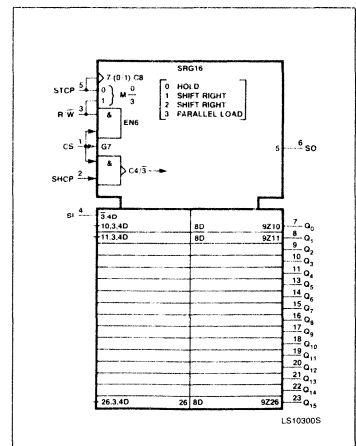 SRG16
7 (0/1) C8
STCP 5
0
1 } M 0/3
R/W 3
&
EN6
0 HOLD
1 SHIFT RIGHT
2 SHIFT RIGHT
3 PARALLEL LOAD
CS 1
G7
5 6 SO
&
C4/3
SHCP 2
SI 4
3.4D
10,3,4D 8D 9Z10 7 Q0
11,3,4D 8D 9Z11 8 Q1
9 Q2
10 Q3
11 Q4
13 Q5
14 Q6
15 Q7
16 Q8
17 Q9
18 Q10
19 Q11
20 Q12
21 Q13
22 Q14
26,3,4D 26 8D 9Z26 23 Q15
LS10300S